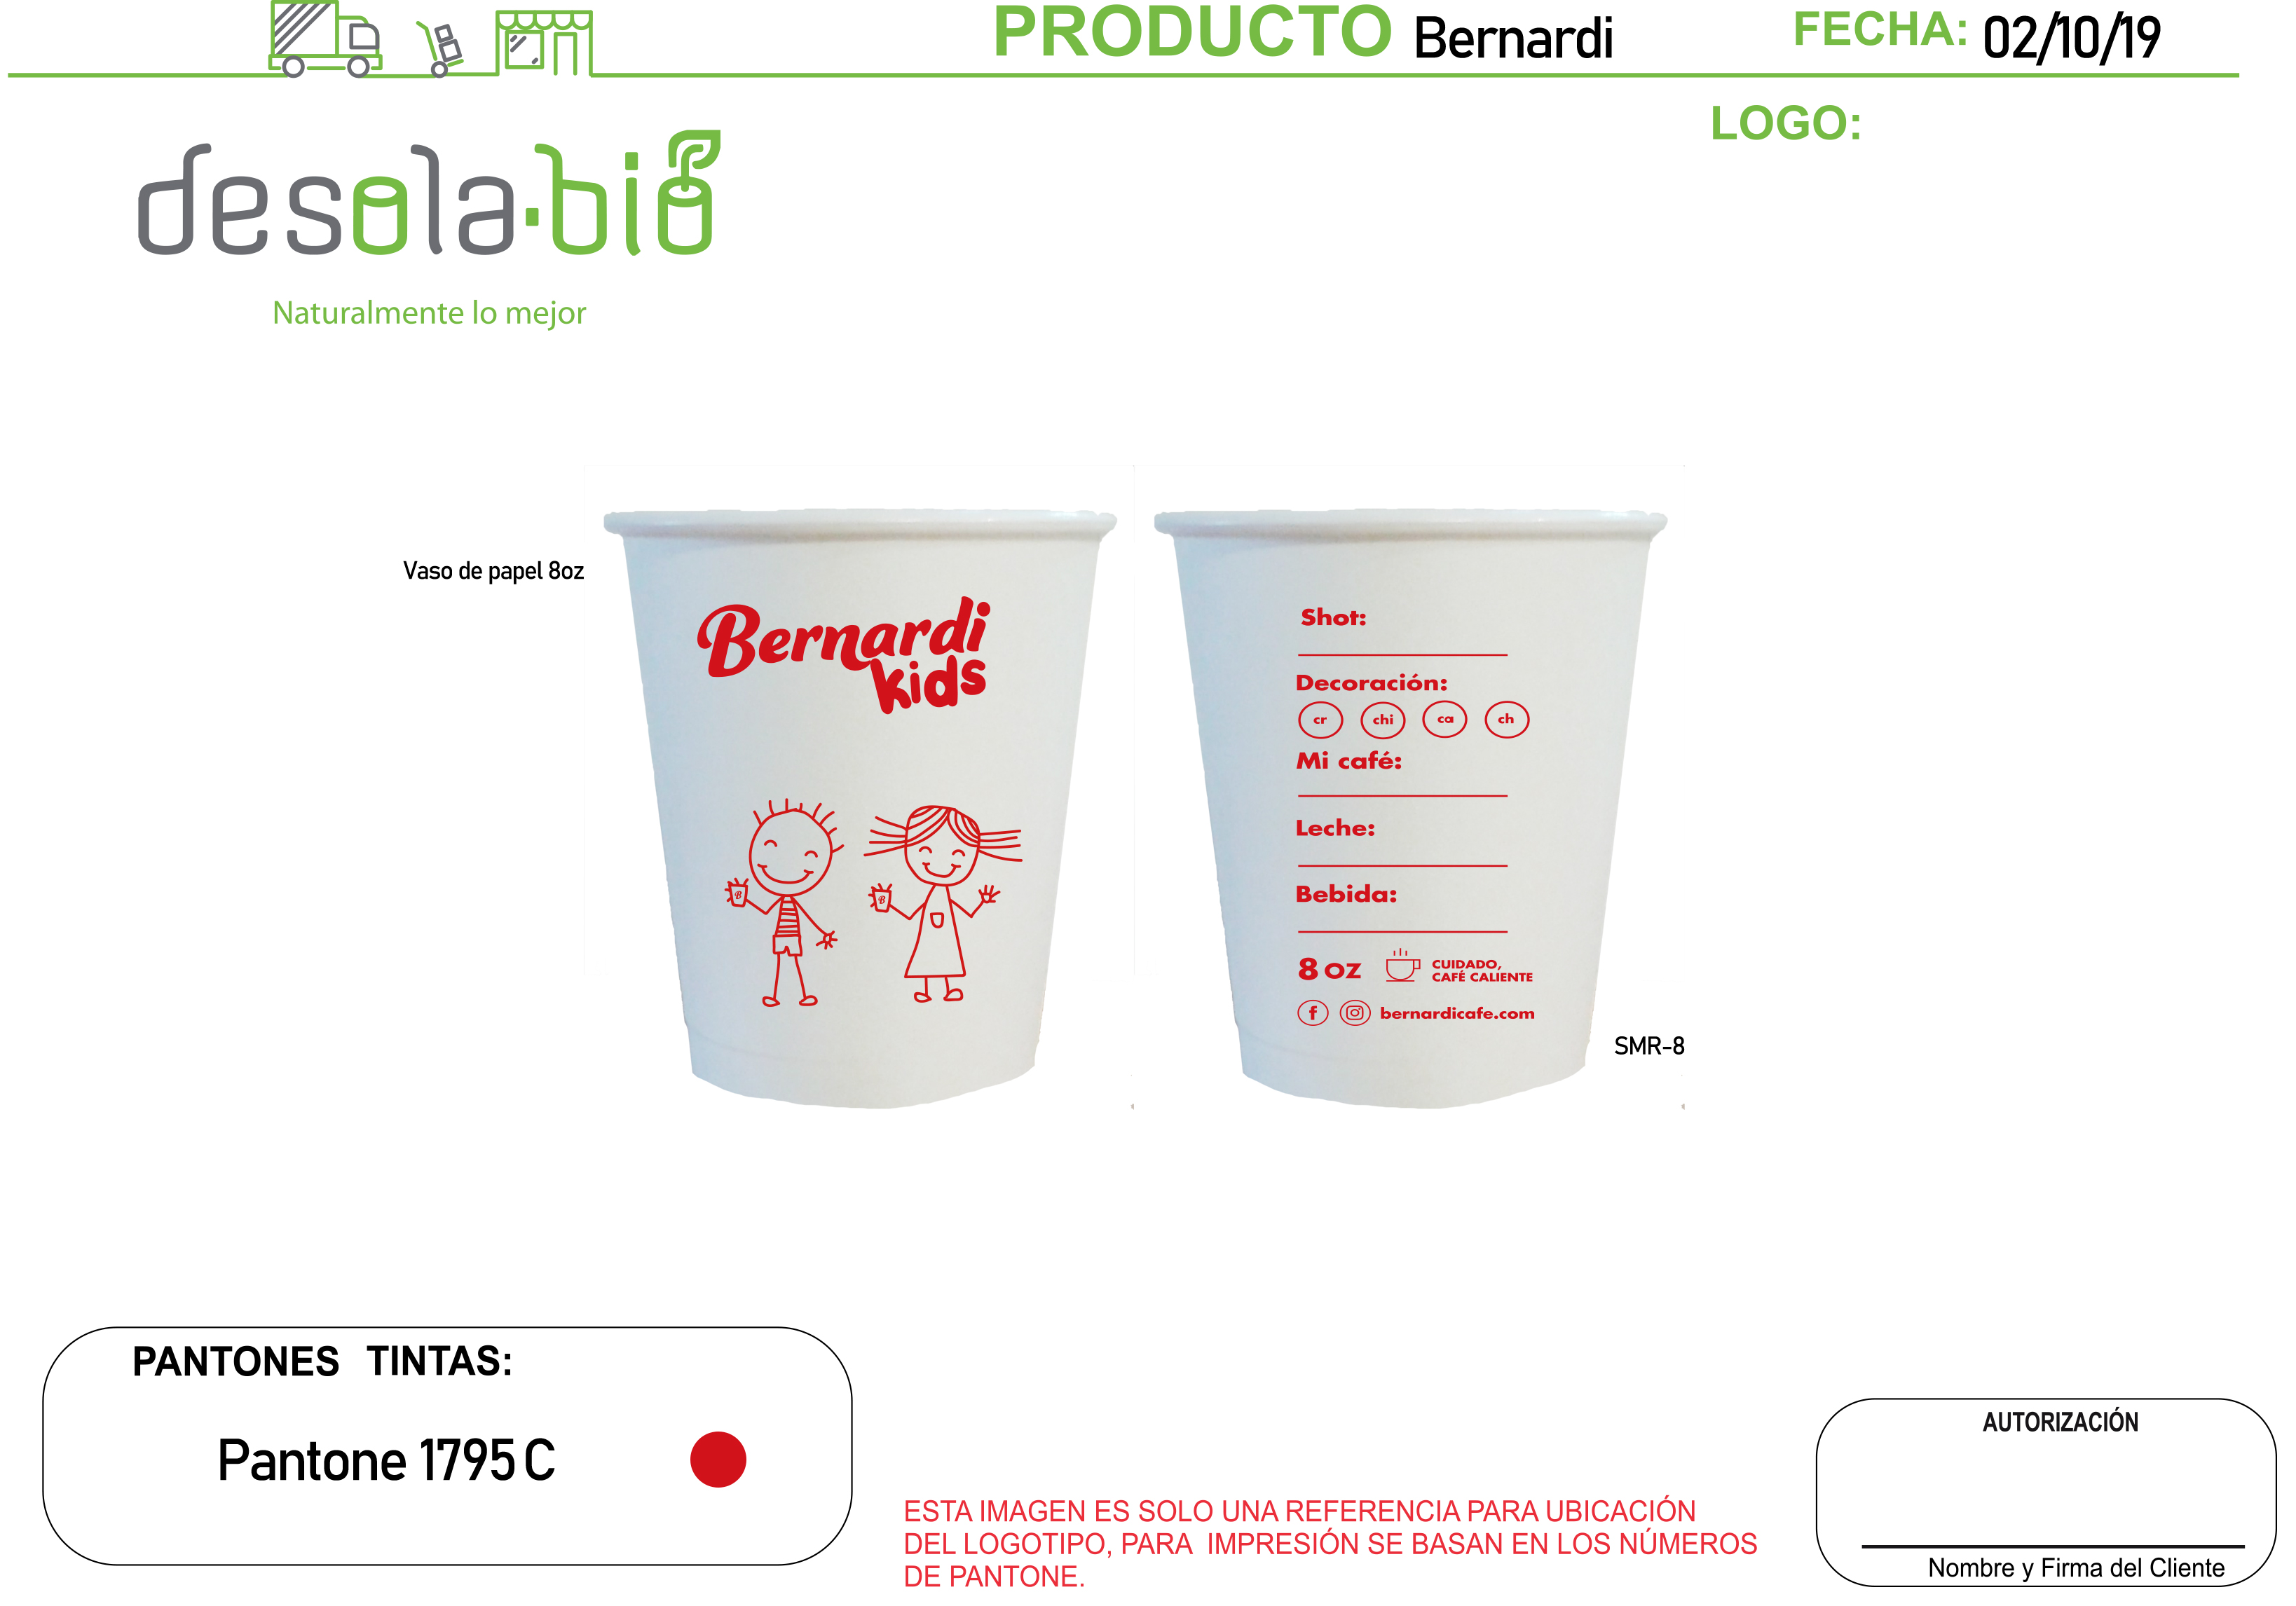 PRODUCTO Bernardi
FECHA: 02/10/19
LOGO:
desola·bio
Naturalmente lo mejor
Vaso de papel 8oz
Bernardi
kids
B
B
Shot:
Decoración:
cr chi ca ch
Mi café:
Leche:
Bebida:
8 oz
CUIDADO,
CAFÉ CALIENTE
f bernardicafe.com
SMR-8
PANTONES TINTAS:
Pantone 1795 C
ESTA IMAGEN ES SOLO UNA REFERENCIA PARA UBICACIÓN
DEL LOGOTIPO, PARA IMPRESIÓN SE BASAN EN LOS NÚMEROS
DE PANTONE.
AUTORIZACIÓN
Nombre y Firma del Cliente